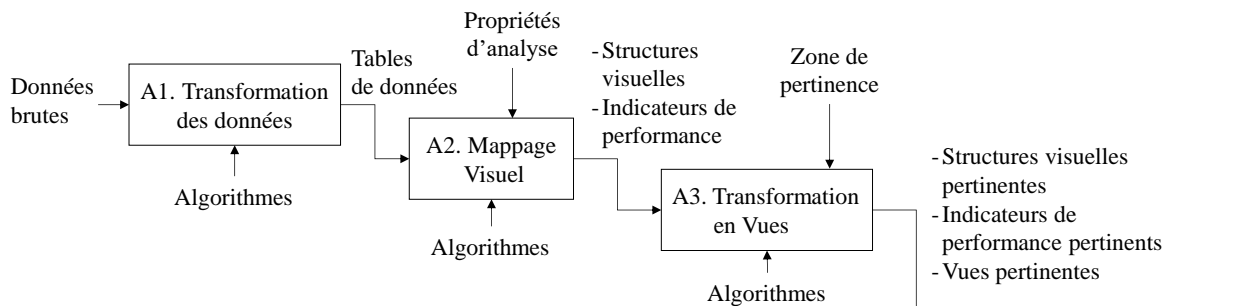 Données
brutes
A1. Transformation
des données
Algorithmes
Tables
de données
Propriétés
d’analyse
A2. Mappage
Visuel
Algorithmes
-Structures
visuelles
-Indicateurs de
performance
Zone de
pertinence
A3. Transformation
en Vues
Algorithmes
-Structures visuelles
pertinentes
-Indicateurs de
performance pertinents
-Vues pertinentes